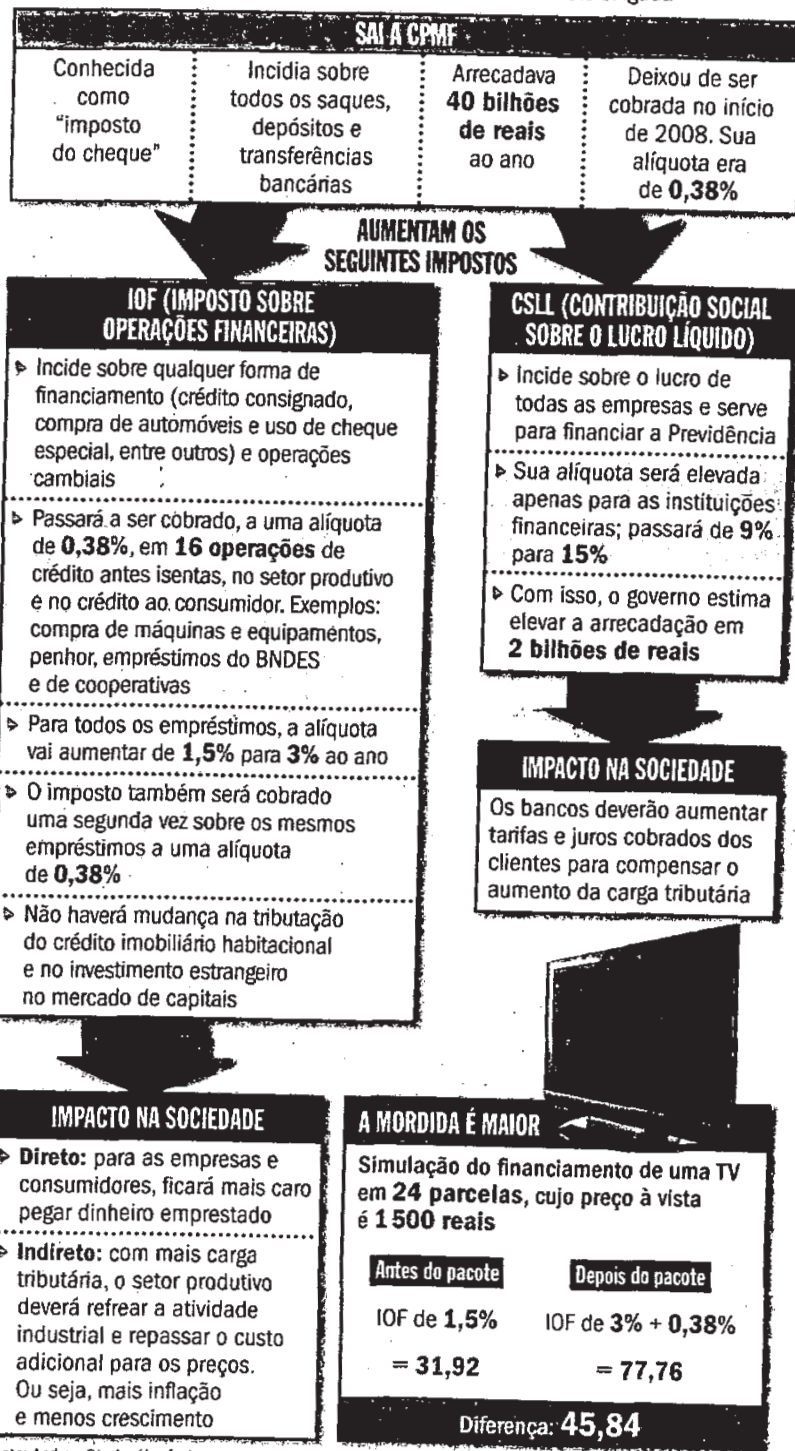 SAI A CPMF
Conhecida
como
"imposto
do cheque"
Incidia sobre
todos os saques,
depósitos e
transferências
bancárias
Arrecadava
40 bilhões
de reais
ao ano
Deixou de ser
cobrada no início
de 2008. Sua
alíquota era
de 0,38%
AUMENTAM OS
SEGUINTES IMPOSTOS
IOF (IMPOSTO SOBRE
OPERAÇÕES FINANCEIRAS)
Incide sobre qualquer forma de
financiamento (crédito consignado,
compra de automóveis e uso de cheque
especial, entre outros) e operações
cambiais
Passará a ser cobrado, a uma alíquota
de 0,38%, em 16 operações de
crédito antes isentas, no setor produtivo
e no crédito ao consumidor. Exemplos:
compra de máquinas e equipamentos,
penhor, empréstimos do BNDES
e de cooperativas
Para todos os empréstimos, a alíquota
vai aumentar de 1,5% para 3% ao ano
O imposto também será cobrado
uma segunda vez sobre os mesmos
empréstimos a uma alíquota
de 0,38%
Não haverá mudança na tributação
do crédito imobiliário habitacional
e no investimento estrangeiro
no mercado de capitais
CSLL (CONTRIBUIÇÃO SOCIAL
SOBRE O LUCRO LÍQUIDO)
Incide sobre o lucro de
todas as empresas e serve
para financiar a Previdência
Sua alíquota será elevada
apenas para as instituições
financeiras; passará de 9%
para 15%
Com isso, o governo estima
elevar a arrecadação em
2 bilhões de reais
IMPACTO NA SOCIEDADE
Os bancos deverão aumentar
tarifas e juros cobrados dos
clientes para compensar o
aumento da carga tributária
IMPACTO NA SOCIEDADE
Direto: para as empresas e
consumidores, ficará mais caro
pegar dinheiro emprestado
Indireto: com mais carga
tributária, o setor produtivo
deverá refrear a atividade
industrial e repassar o custo
adicional para os preços.
Ou seja, mais inflação
e menos crescimento
A MORDIDA É MAIOR
Simulação do financiamento de uma TV
em 24 parcelas, cujo preço à vista
é 1 500 reais
Antes do pacote
IOF de 1,5%
= 31,92
Depois do pacote
IOF de 3% + 0,38%
= 77,76
Diferença: 45,84